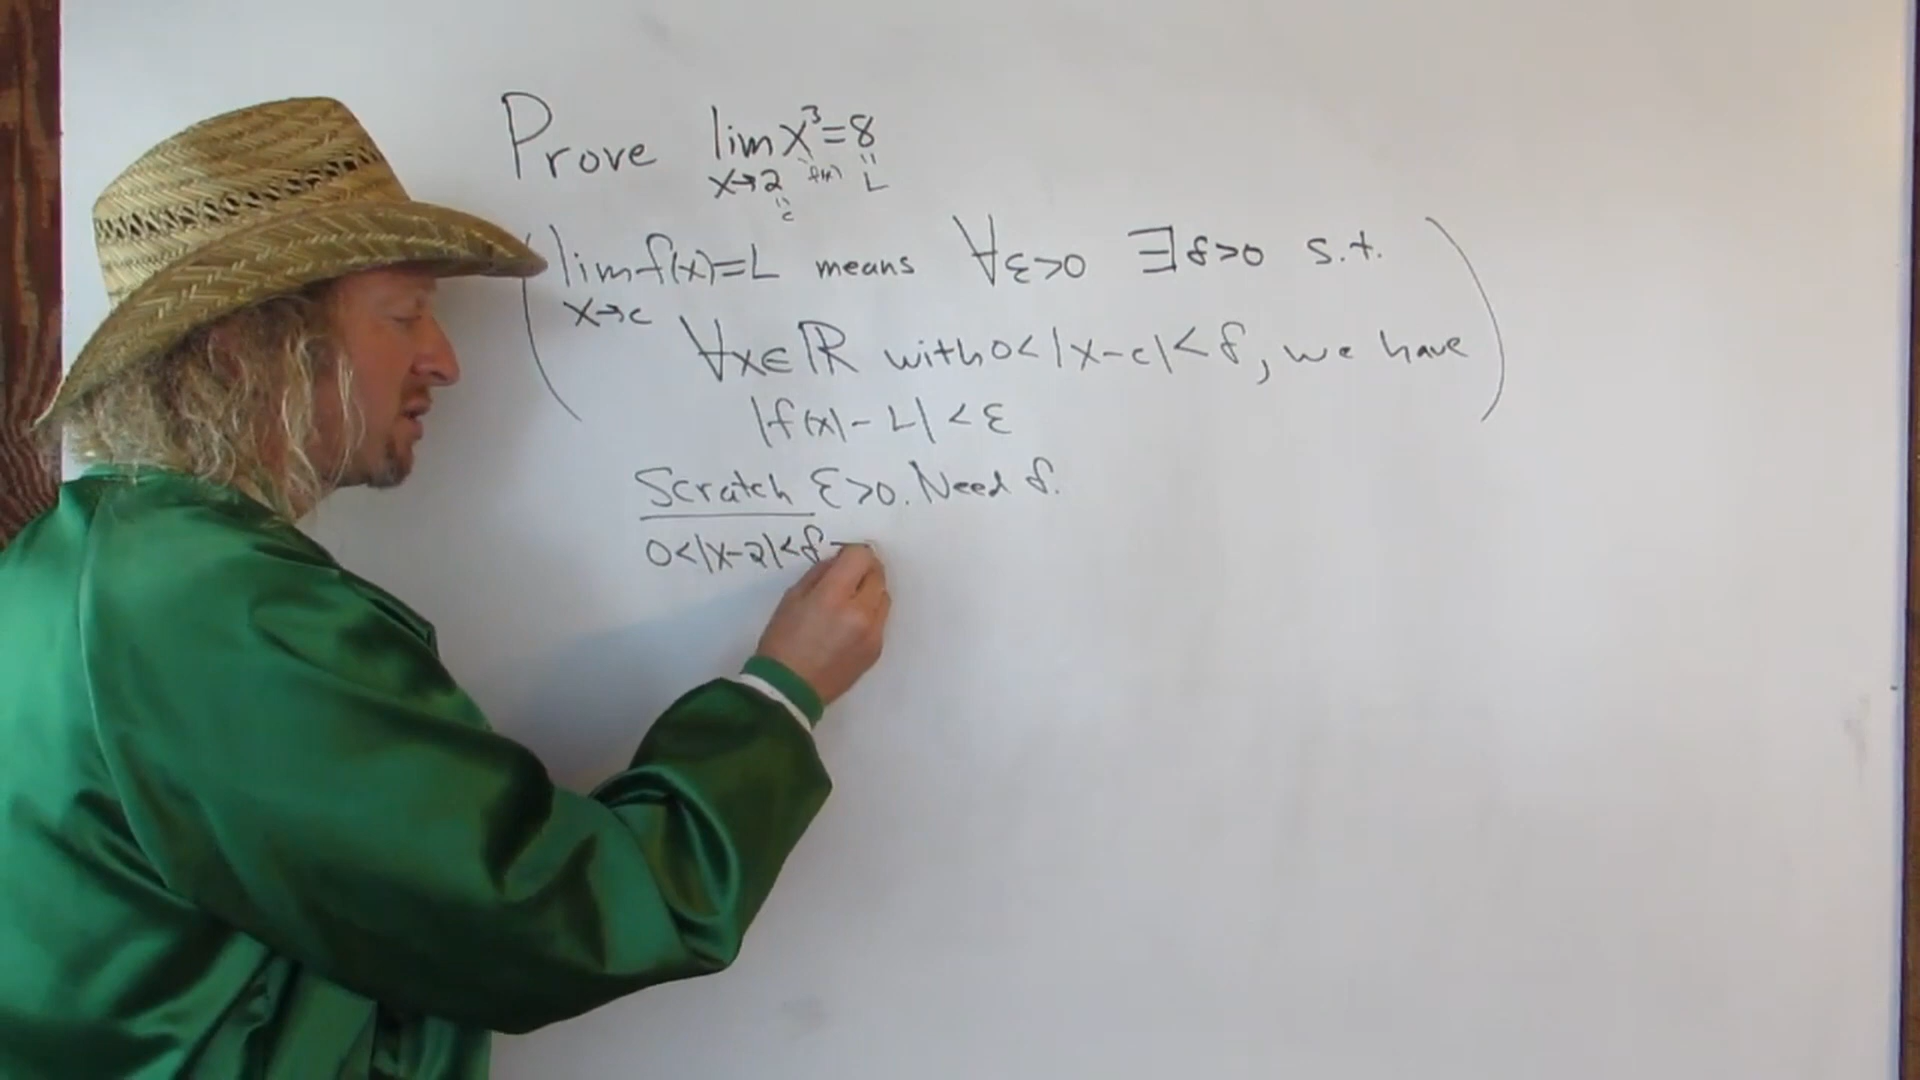 Prove lim x³=8
x→2 f(x) L
c
lim f(x)=L means ∀ε>0 ∃δ>0 s.t.
x→c
∀x∈ℝ with 0<|x-c|<δ, we have
|f(x)-L|<ε
Scratch ε>0. Need δ.
0<|x-2|<δ